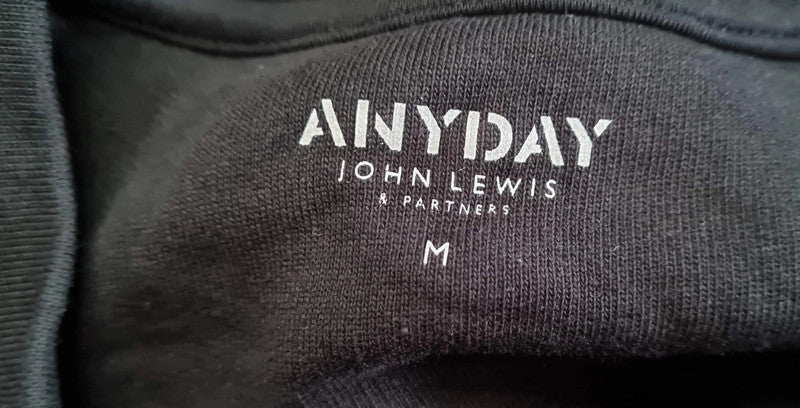 ANYDAY
JOHN LEWIS
& PARTNERS
M